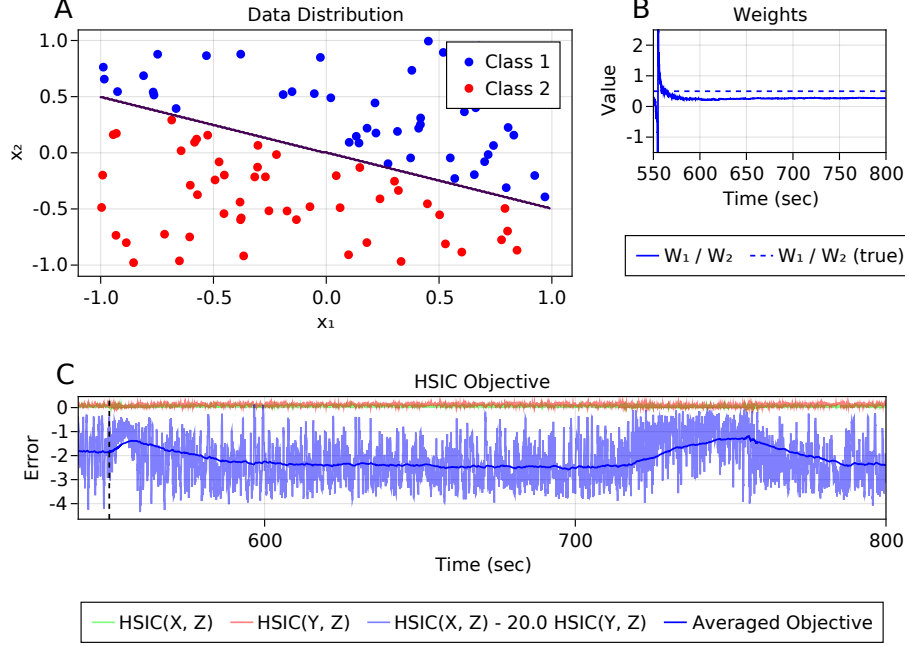 A
Data Distribution
1.0
0.5
0.0
-0.5
-1.0
x₂
Class 1
Class 2
-1.0 -0.5 0.0 0.5 1.0
x₁
B
Weights
2
1
0
-1
Value
550 600 650 700 750 800
Time (sec)
W₁ / W₂ W₁ / W₂ (true)
C
HSIC Objective
0
-1
-2
-3
-4
Error
600 700 800
Time (sec)
HSIC(X, Z) HSIC(Y, Z) HSIC(X, Z) - 20.0 HSIC(Y, Z) Averaged Objective